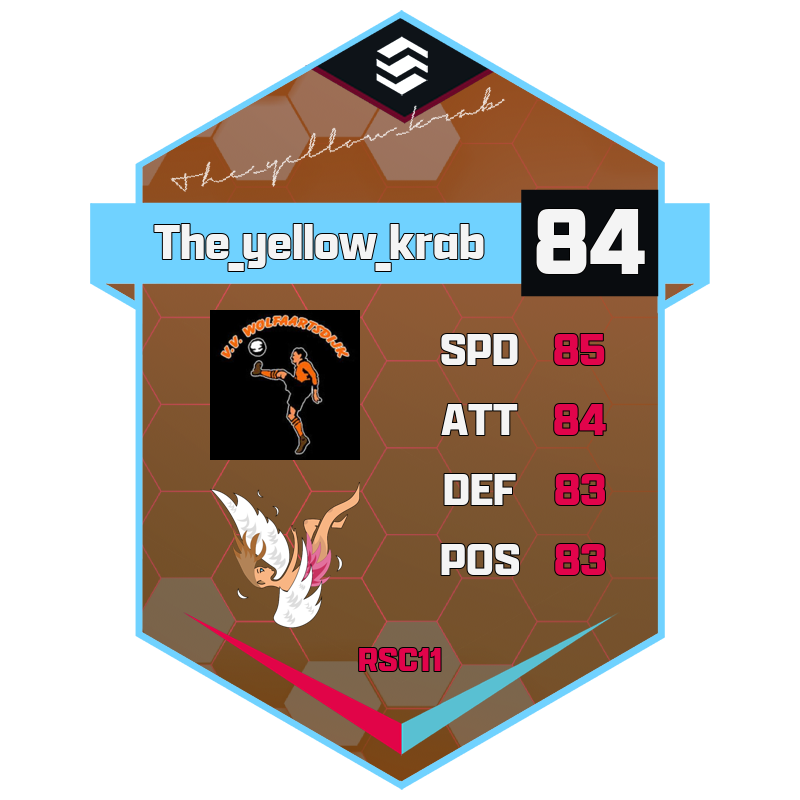 The_yellow_krab
The_yellow_krab 84
V.V. WOLFAARTSDIJK
SPD 85
ATT 84
DEF 83
POS 83
RSC11